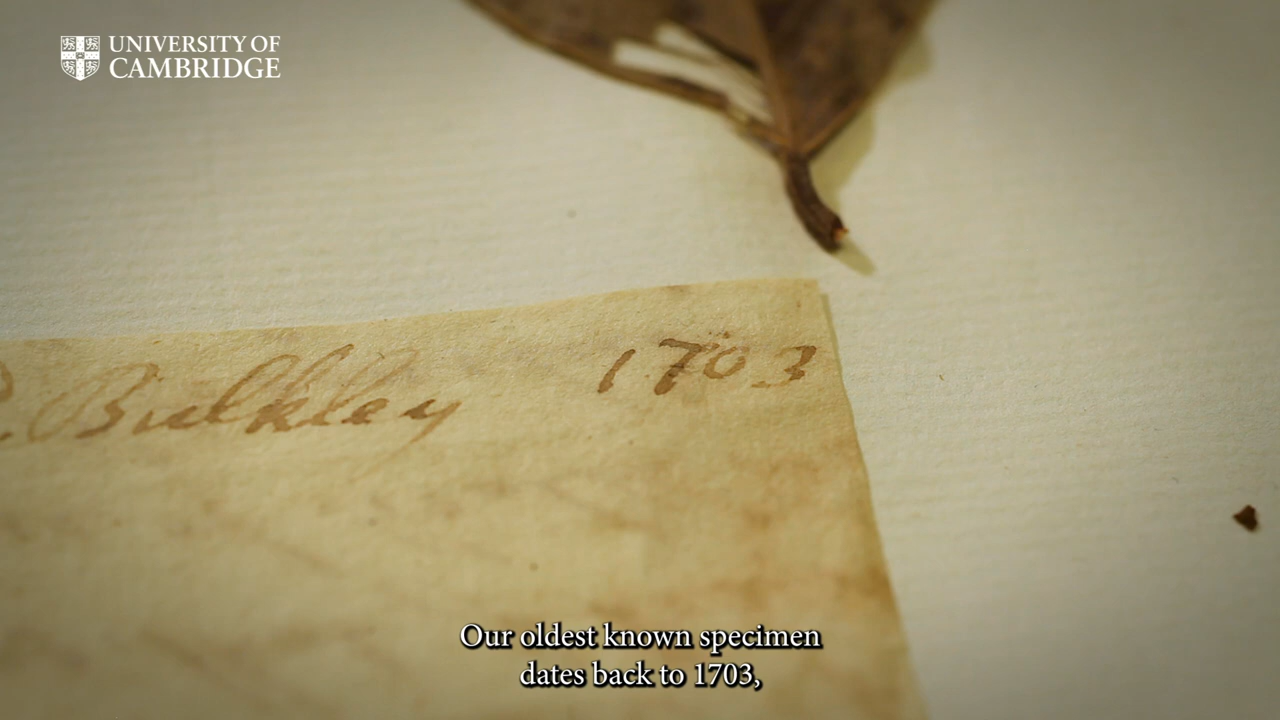 UNIVERSITY OF
CAMBRIDGE
. Bulkley 1703
Our oldest known specimen
dates back to 1703,